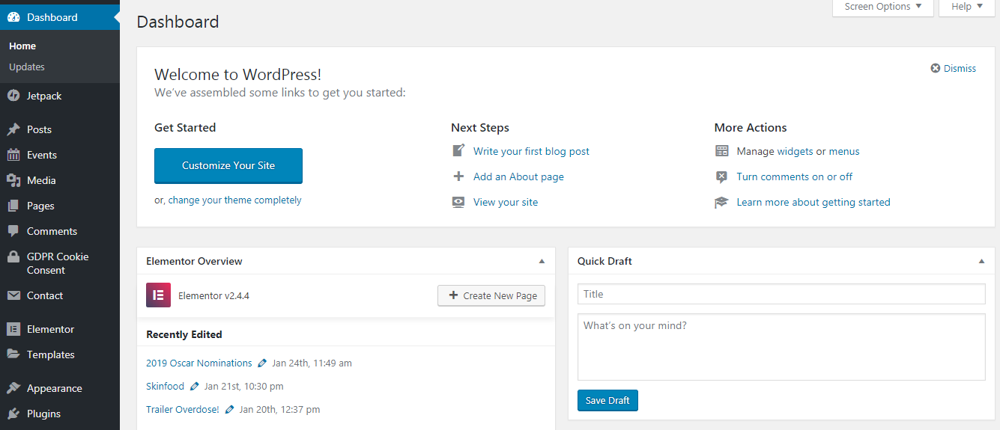 Dashboard
Home
Updates
Jetpack
Posts
Events
Media
Pages
Comments
GDPR Cookie
Consent
Contact
Elementor
Templates
Appearance
Plugins
Screen Options
Help
Dashboard
Welcome to WordPress!
We've assembled some links to get you started:
Dismiss
Get Started
Customize Your Site
or, change your theme completely
Next Steps
Write your first blog post
Add an About page
View your site
More Actions
Manage widgets or menus
Turn comments on or off
Learn more about getting started
Elementor Overview
Elementor v2.4.4
Create New Page
Recently Edited
2019 Oscar Nominations Jan 24th, 11:49 am
Skinfood Jan 21st, 10:30 pm
Trailer Overdose! Jan 20th, 12:37 pm
Quick Draft
Title
What's on your mind?
Save Draft